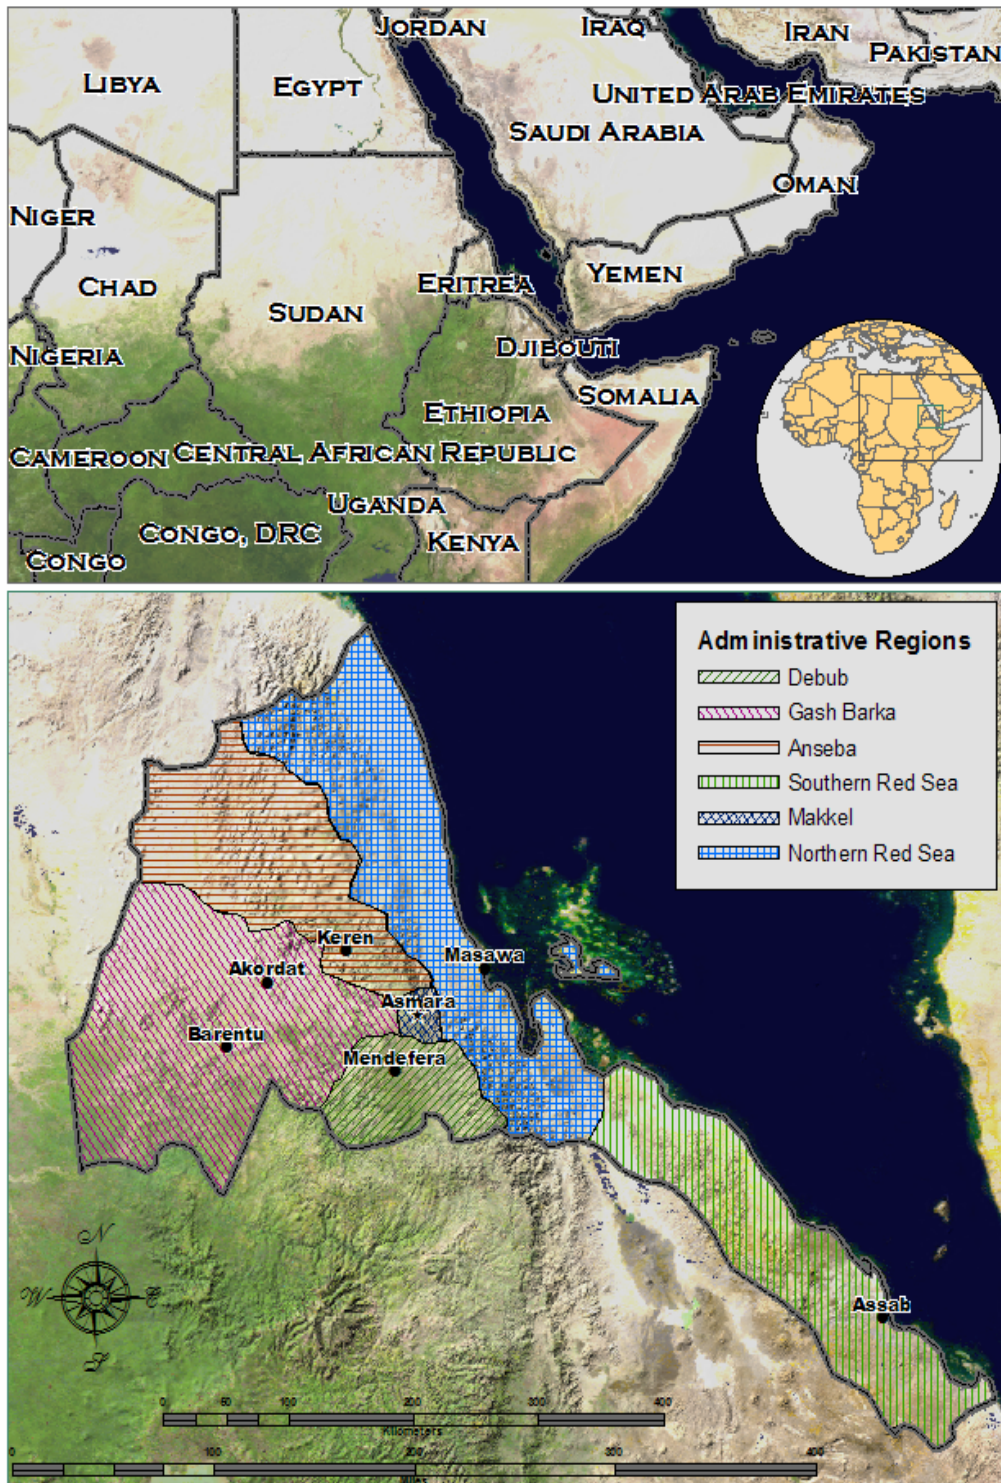 JORDAN
IRAQ
IRAN
PAKISTAN
LIBYA
EGYPT
UNITED ARAB EMIRATES
SAUDI ARABIA
OMAN
NIGER
CHAD
SUDAN
ERITREA
YEMEN
NIGERIA
DJIBOUTI
SOMALIA
ETHIOPIA
CAMEROON
CENTRAL AFRICAN REPUBLIC
UGANDA
CONGO, DRC
KENYA
CONGO
Administrative Regions
Debub
Gash Barka
Anseba
Southern Red Sea
Makkel
Northern Red Sea
Keren
Masawa
Akordat
Asmara
Barentu
Mendefera
Assab
N
W
E
S
0 50 100 200 300 400
Kilometers
0 100 200 300 400
Miles